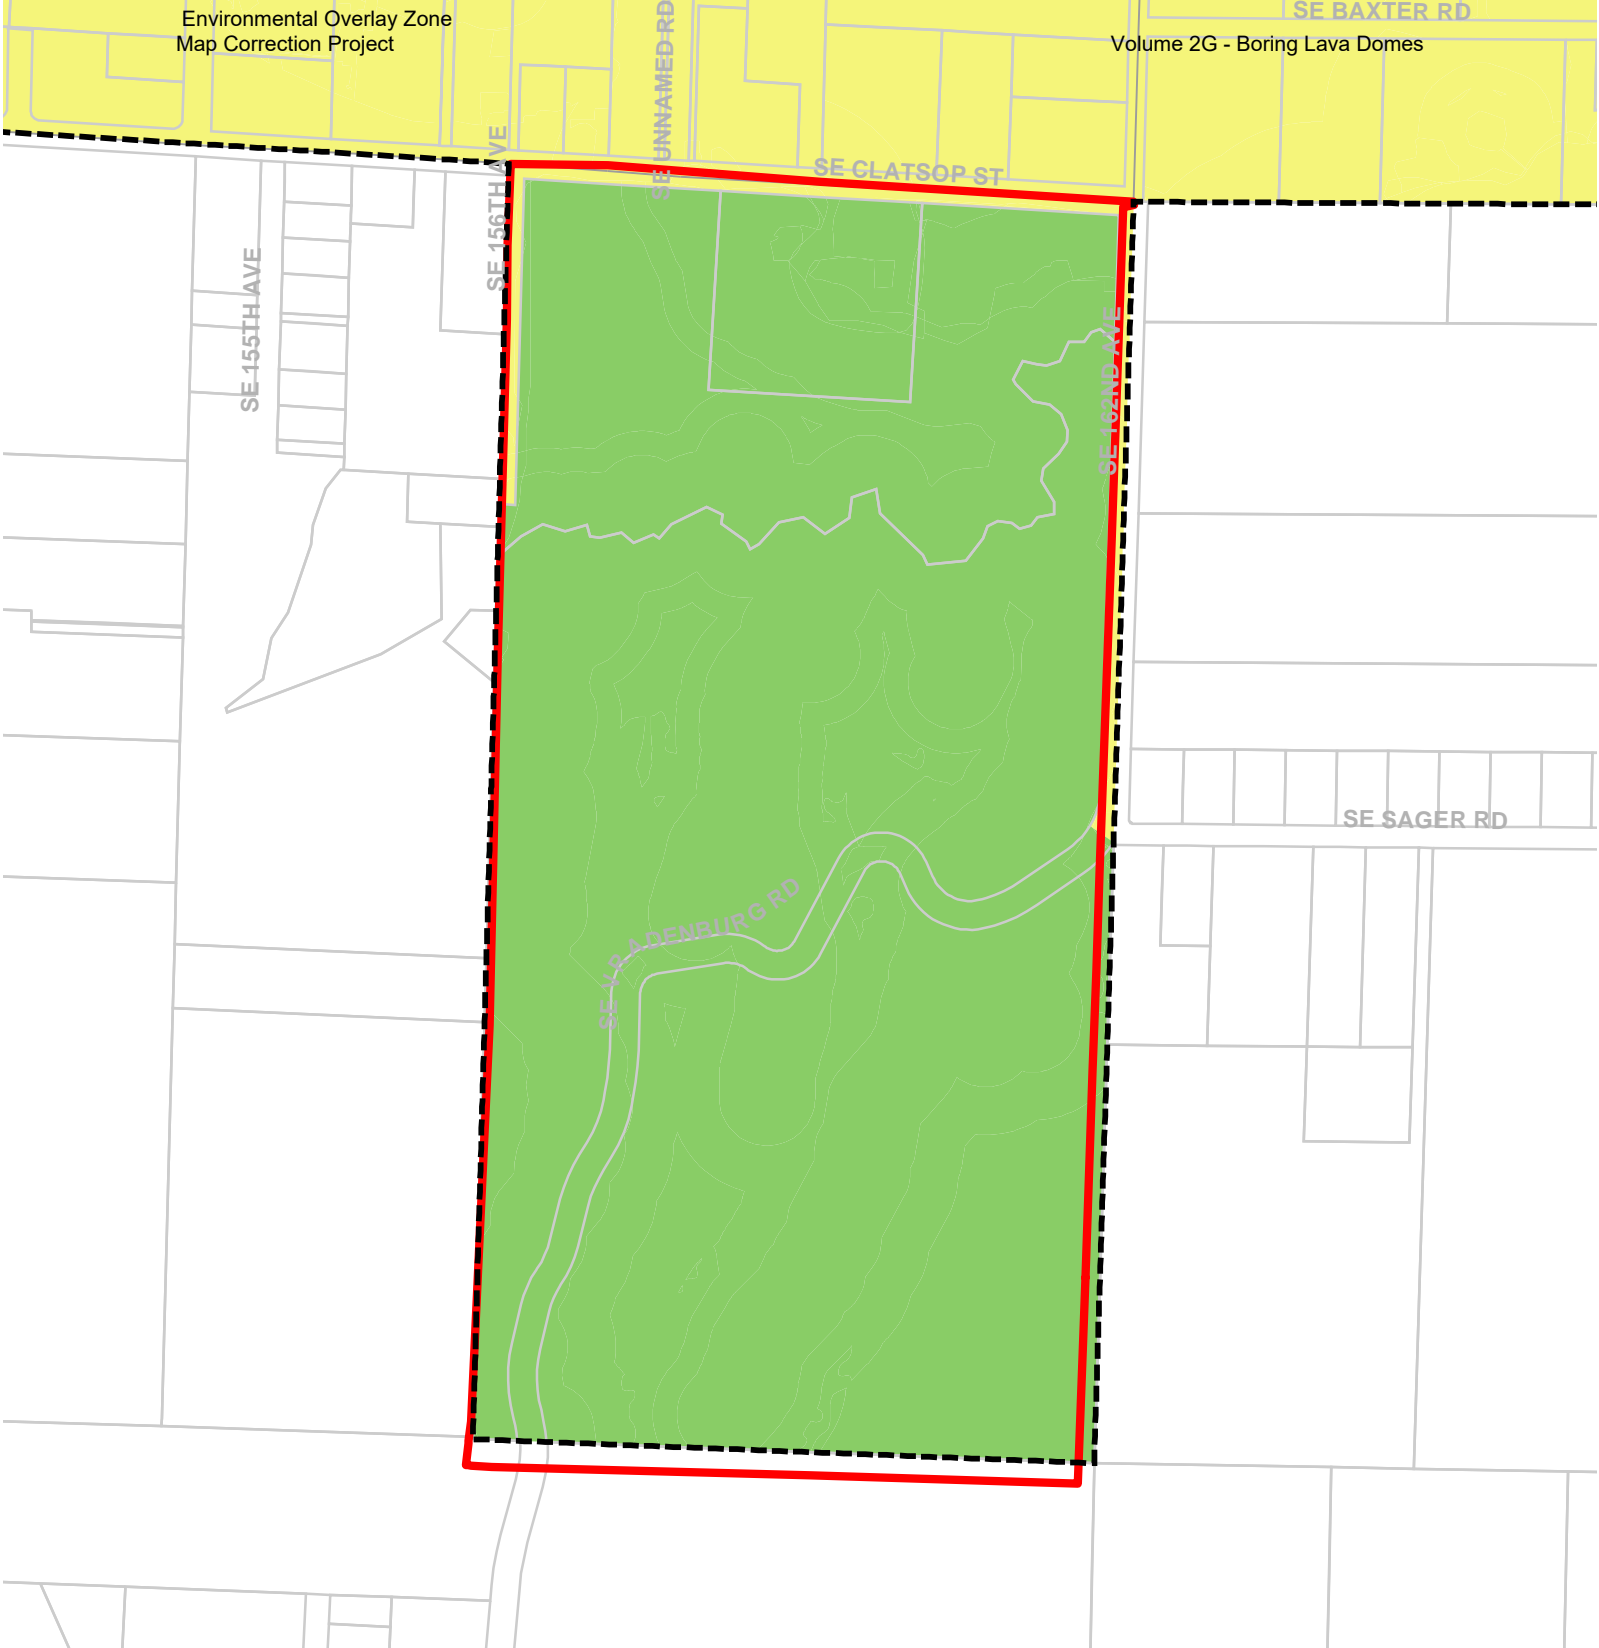 Environmental Overlay Zone
Map Correction Project
Volume 2G - Boring Lava Domes
SE BAXTER RD
SE UNNAMED RD
SE 156TH AVE
SE CLATSOP ST
SE 155TH AVE
SE 162ND AVE
SE SAGER RD
SE VRADENBURG RD